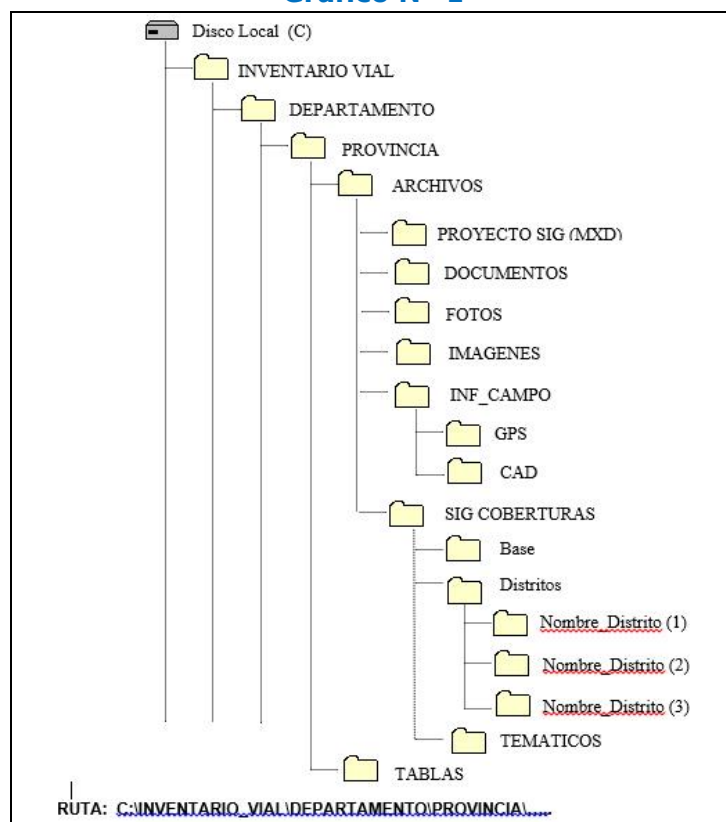 Disco Local (C)
INVENTARIO VIAL
DEPARTAMENTO
PROVINCIA
ARCHIVOS
PROYECTO SIG (MXD)
DOCUMENTOS
FOTOS
IMAGENES
INF_CAMPO
GPS
CAD
SIG COBERTURAS
Base
Distritos
Nombre_Distrito (1)
Nombre_Distrito (2)
Nombre_Distrito (3)
TEMATICOS
TABLAS
RUTA: C:\INVENTARIO_VIAL\DEPARTAMENTO\PROVINCIA\.....